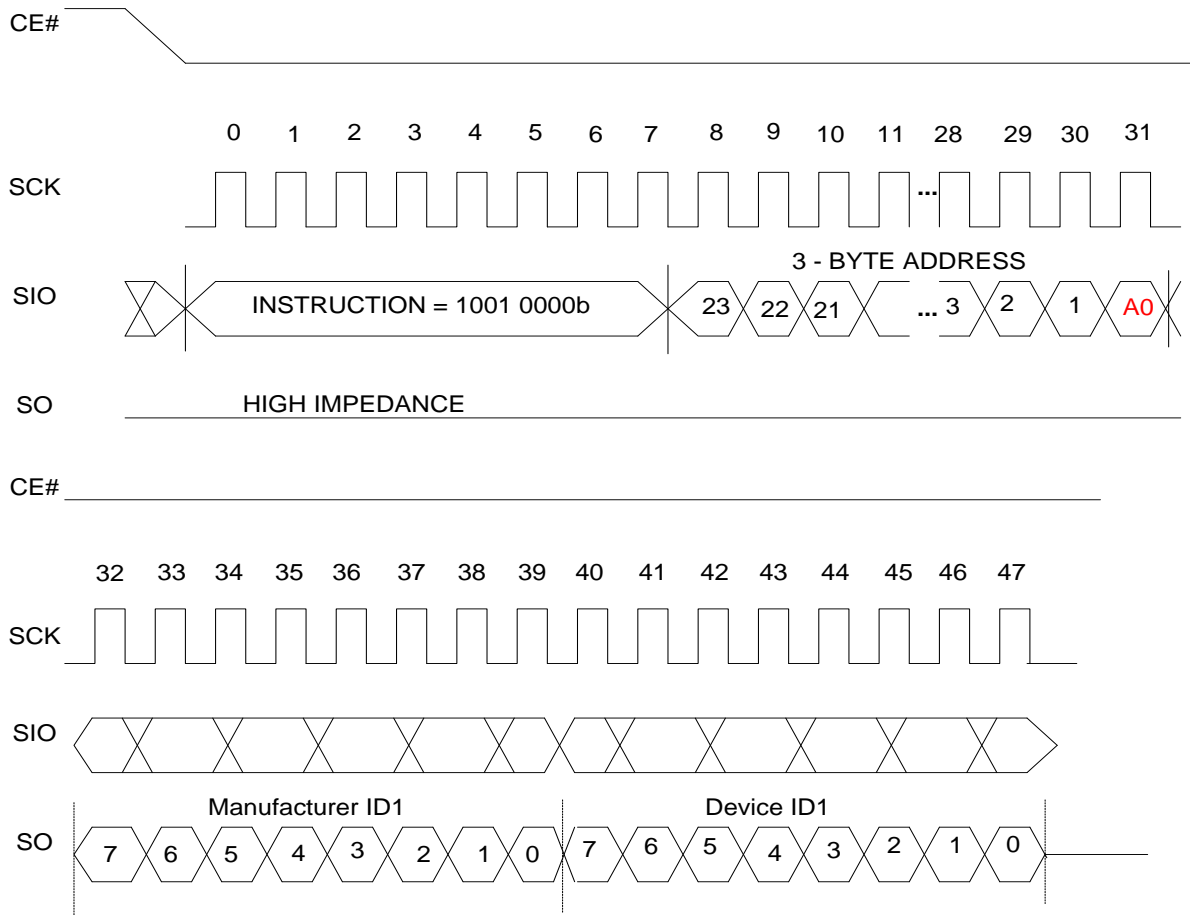 CE#
0 1 2 3 4 5 6 7 8 9 10 11 28 29 30 31
SCK ...
3 - BYTE ADDRESS
SIO INSTRUCTION = 1001 0000b 23 22 21 ... 3 2 1 A0
SO HIGH IMPEDANCE
CE#
32 33 34 35 36 37 38 39 40 41 42 43 44 45 46 47
SCK
SIO
Manufacturer ID1 Device ID1
SO 7 6 5 4 3 2 1 0 7 6 5 4 3 2 1 0